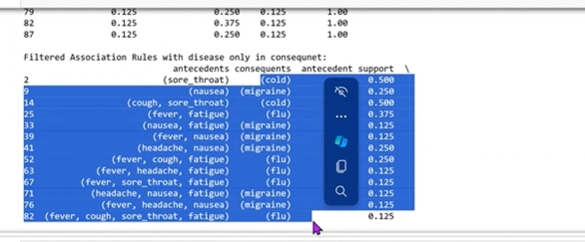 79 0.125 0.250 0.125 1.00
82 0.125 0.375 0.125 1.00
87 0.125 0.250 0.125 1.00
Filtered Association Rules with disease only in consequnet:
antecedents consequents antecedent support \
2 (sore_throat) (cold) 0.500
9 (nausea) (migraine) 0.250
14 (cough, sore_throat) (cold) 0.500
25 (fever, fatigue) (flu) 0.375
33 (nausea, fatigue) (migraine) 0.125
39 (fever, nausea) (migraine) 0.125
41 (headache, nausea) (migraine) 0.250
52 (fever, cough, fatigue) (flu) 0.250
63 (fever, headache, fatigue) (flu) 0.125
67 (fever, sore_throat, fatigue) (flu) 0.125
71 (headache, nausea, fatigue) (migraine) 0.125
76 (fever, headache, nausea) (migraine) 0.125
82 (fever, cough, sore_throat, fatigue) (flu) 0.125